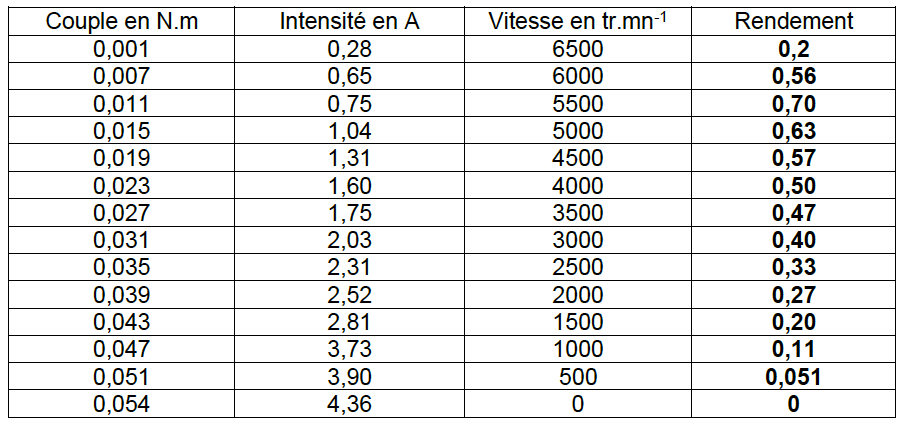 Couple en N.m Intensité en A Vitesse en tr.mn-1 Rendement
0,001 0,28 6500 0,2
0,007 0,65 6000 0,56
0,011 0,75 5500 0,70
0,015 1,04 5000 0,63
0,019 1,31 4500 0,57
0,023 1,60 4000 0,50
0,027 1,75 3500 0,47
0,031 2,03 3000 0,40
0,035 2,31 2500 0,33
0,039 2,52 2000 0,27
0,043 2,81 1500 0,20
0,047 3,73 1000 0,11
0,051 3,90 500 0,051
0,054 4,36 0 0